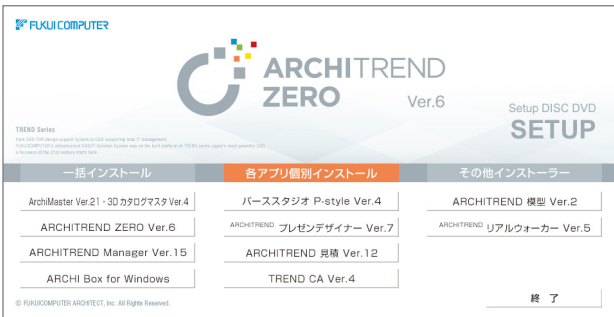 FUKUI COMPUTER
ARCHITREND
ZERO Ver.6
Setup DISC DVD
SETUP
TREND Series
一括インストール
各アプリ個別インストール
その他インストーラー
ArchiMaster Ver.21・3D カタログマスタ Ver.4
パーススタジオ P-style Ver.4
ARCHITREND 模型 Ver.2
ARCHITREND ZERO Ver.6
ARCHITREND プレゼンデザイナー Ver.7
ARCHITREND リアルウォーカー Ver.5
ARCHITREND Manager Ver.15
ARCHITREND 見積 Ver.12
ARCHI Box for Windows
TREND CA Ver.4
終 了
© FUKUICOMPUTER ARCHITECT, Inc. All Rights Reserved.